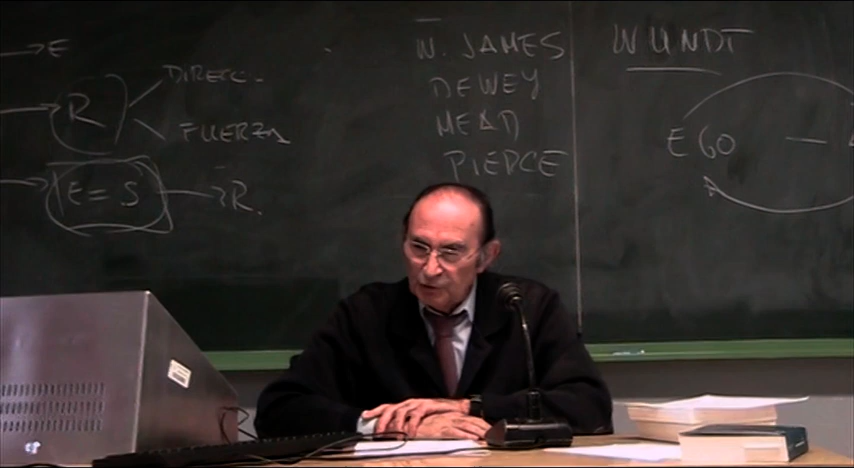 → E
→ R
DIRECC.
FUERZA
→ E = S → R.
W. JAMES
DEWEY
MEAD
PIERCE
WUNDT
EGO —